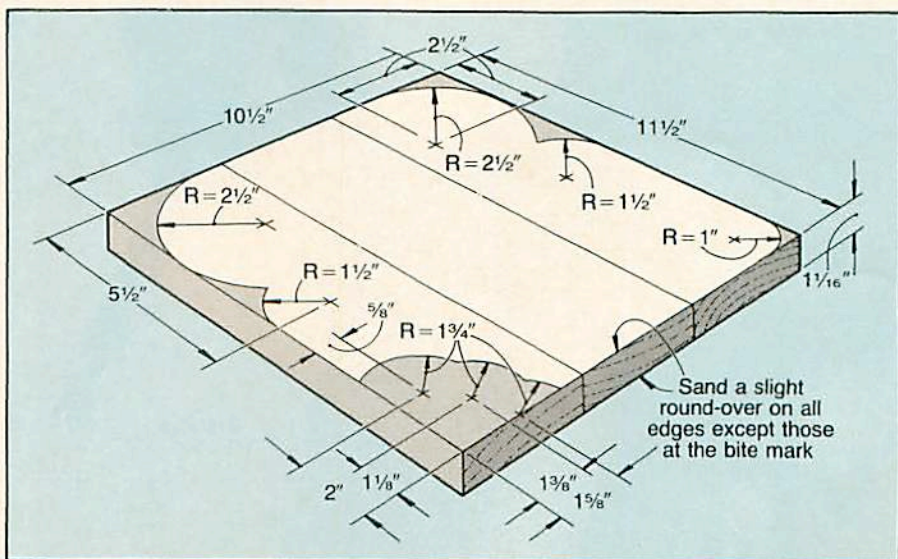 2½"
10½"
11½"
R=2½"
R=2½"
R=1½"
R=1"
1¹⁄₁₆"
5½"
R=1½"
⅝"
R=1¾"
Sand a slight
round-over on all
edges except those
at the bite mark
2"
1⅛"
1⅜"
1⅝"